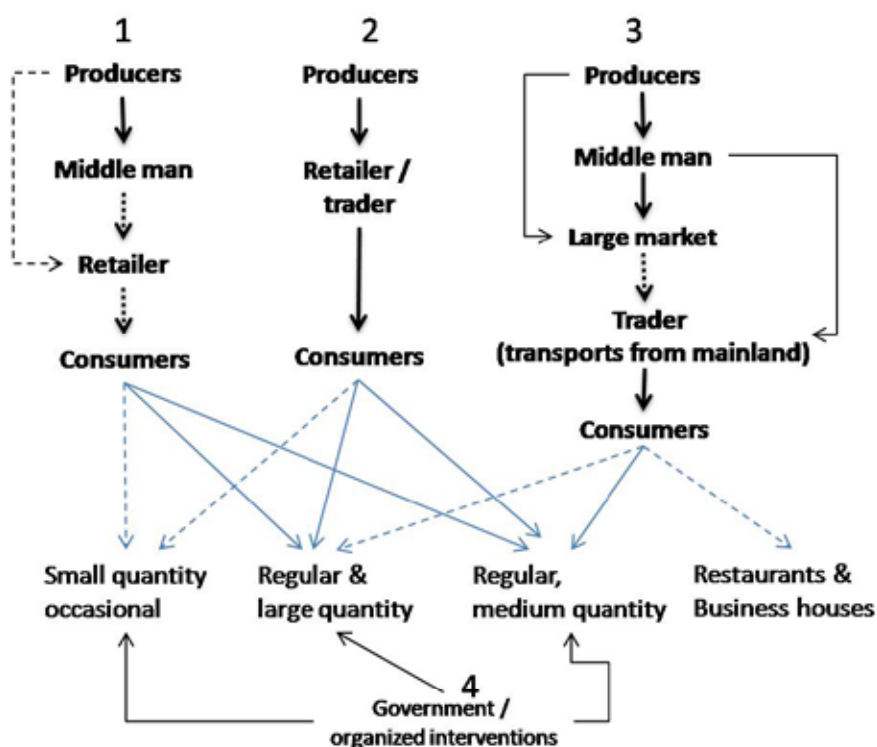 1
Producers
Middle man
Retailer
Consumers
2
Producers
Retailer /
trader
Consumers
3
Producers
Middle man
Large market
Trader
(transports from mainland)
Consumers
Small quantity
occasional
Regular &
large quantity
Regular,
medium quantity
Restaurants &
Business houses
4
Government /
organized interventions